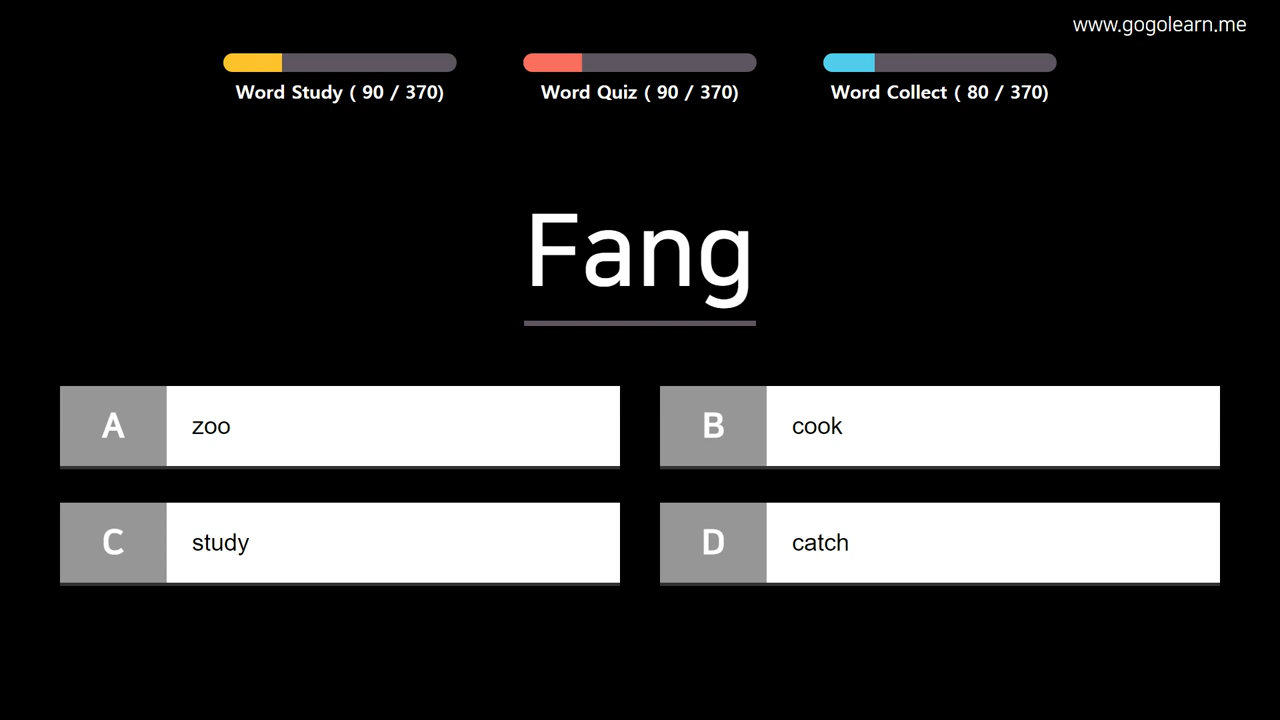 www.gogolearn.me
Word Study ( 90 / 370)
Word Quiz ( 90 / 370)
Word Collect ( 80 / 370)
Fang
A
zoo
B
cook
C
study
D
catch